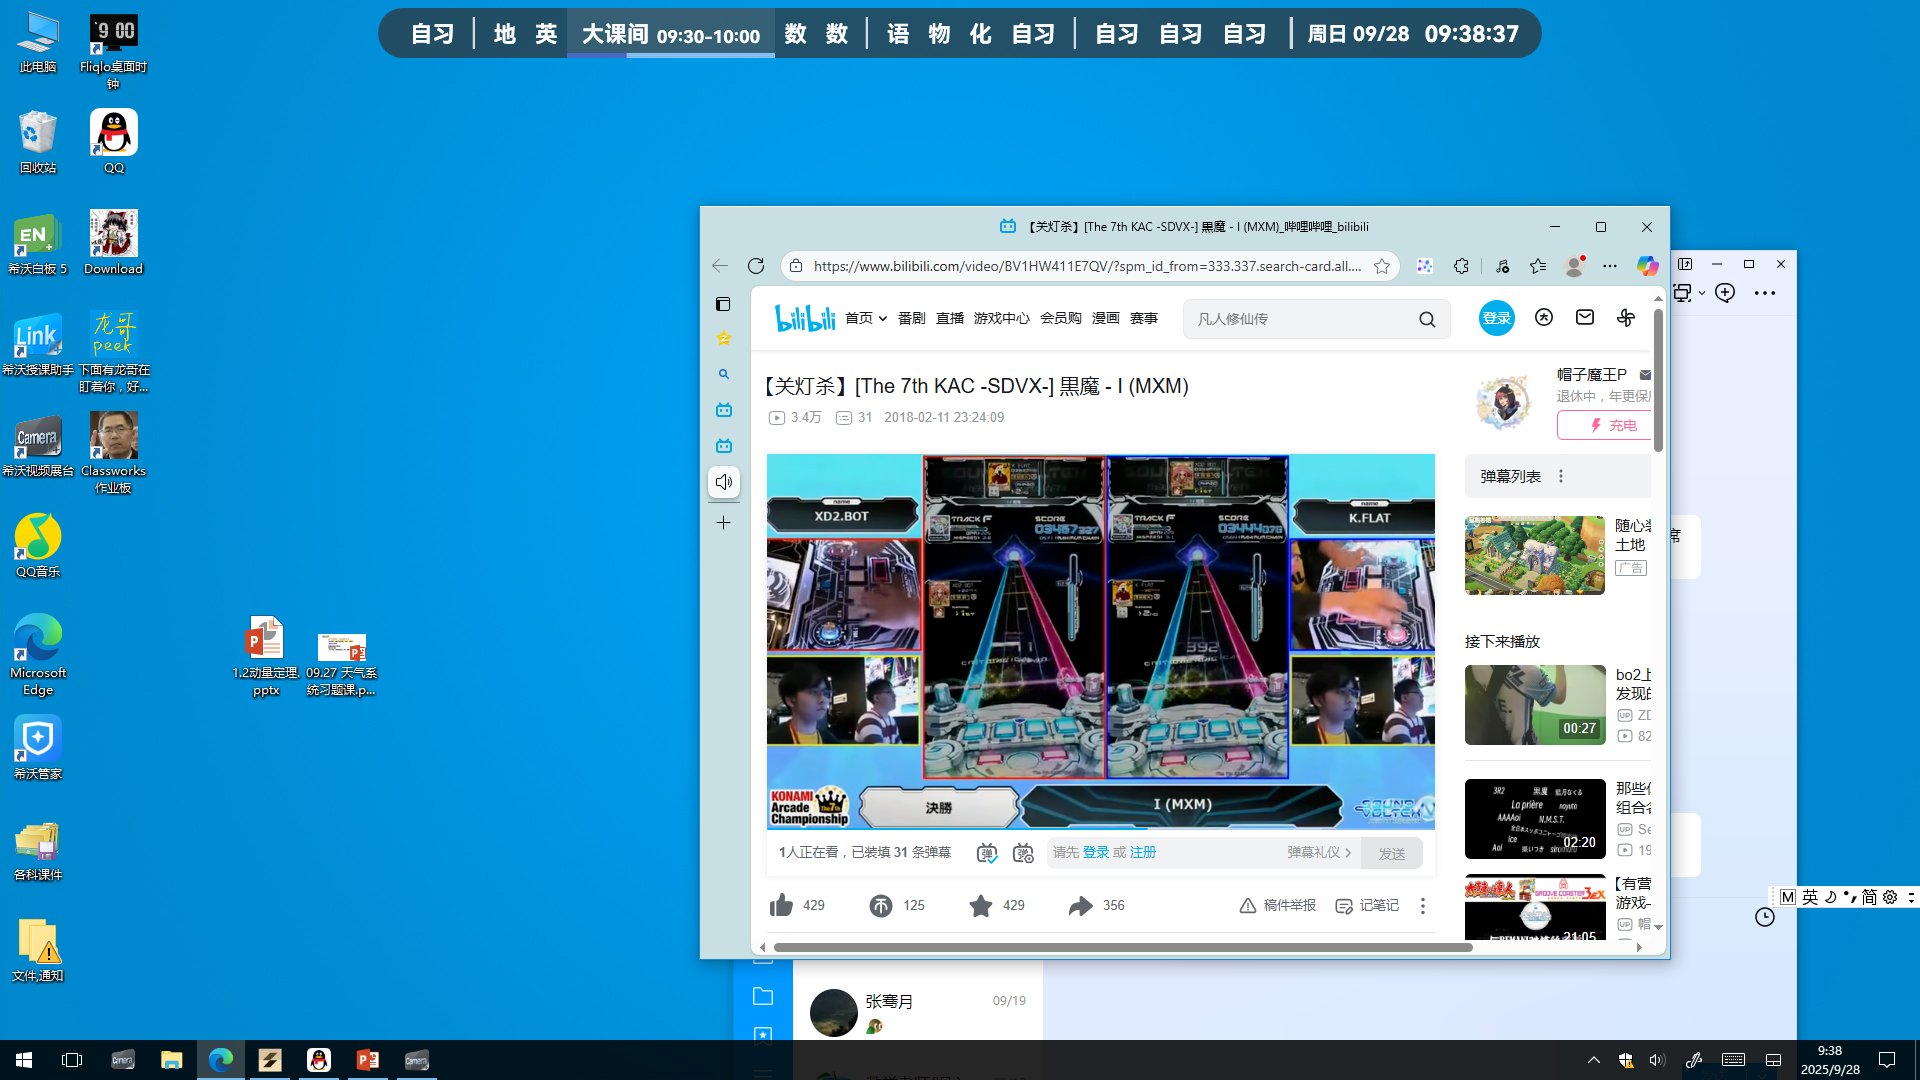 自习 地 英 大课间 09:30-10:00 数 数 语 物 化 自习 自习 自习 自习 周日 09/28 09:38:37
此电脑
Fliqlo桌面时钟
回收站
QQ
希沃白板 5
Download
希沃授课助手
下面有龙哥在盯着你，好...
希沃视频展台
Classworks作业板
QQ音乐
Microsoft Edge
希沃管家
各科课件
文件,通知
1.2动量定理.pptx
09.27 天气系统习题课.p...
【关灯杀】[The 7th KAC -SDVX-] 黒魔 - I (MXM)_哔哩哔哩_bilibili
https://www.bilibili.com/video/BV1HW411E7QV/?spm_id_from=333.337.search-card.all....
bilibili 首页 番剧 直播 游戏中心 会员购 漫画 赛事
凡人修仙传
登录
【关灯杀】[The 7th KAC -SDVX-] 黒魔 - I (MXM)
3.4万 31 2018-02-11 23:24:09
帽子魔王P
退休中，年更保
充电
XD2.BOT
K.FLAT
TRACK
SCORE
TRACK
SCORE
392
KONAMI
Arcade
Championship
決勝
I (MXM)
弹幕列表
随心
土地
广告
接下来播放
00:27
bo2上
发现的
82
02:20
那些
组合
19
21:05
【有营
游戏
帽
1人正在看，已装填 31 条弹幕
请先 登录 或 注册
弹幕礼仪
发送
429 125 429 356 稿件举报 记笔记
席
张骞月 09/19
M 英 简
9:38
2025/9/28